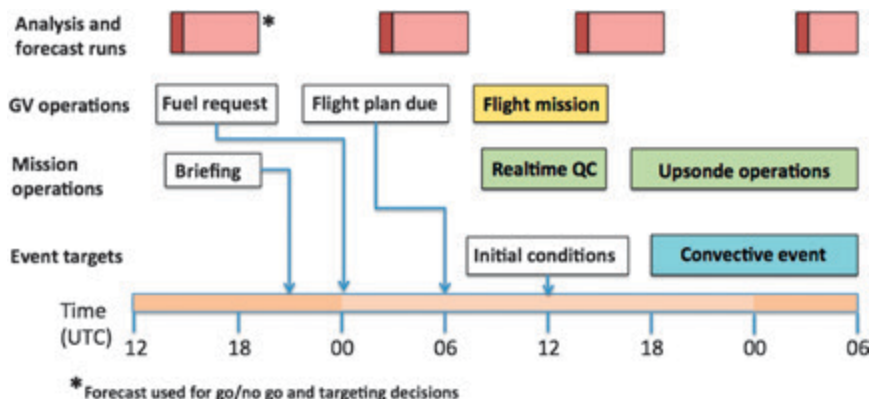 Analysis and
forecast runs
*
GV operations
Fuel request
Flight plan due
Flight mission
Mission
operations
Briefing
Realtime QC
Upsonde operations
Event targets
Initial conditions
Convective event
Time
(UTC)
12 18 00 06 12 18 00 06
*Forecast used for go/no go and targeting decisions